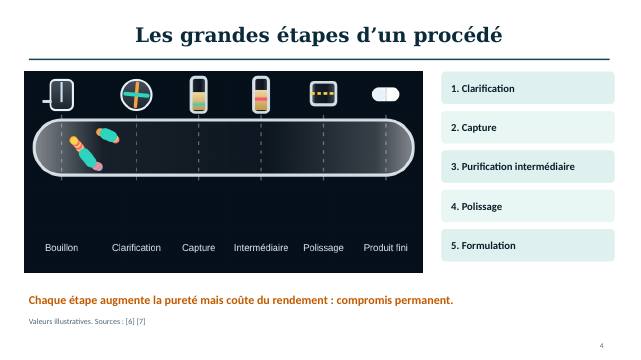 Les grandes étapes d’un procédé
Bouillon Clarification Capture Intermédiaire Polissage Produit fini
1. Clarification
2. Capture
3. Purification intermédiaire
4. Polissage
5. Formulation
Chaque étape augmente la pureté mais coûte du rendement : compromis permanent.
Valeurs illustratives. Sources : [6] [7]
4